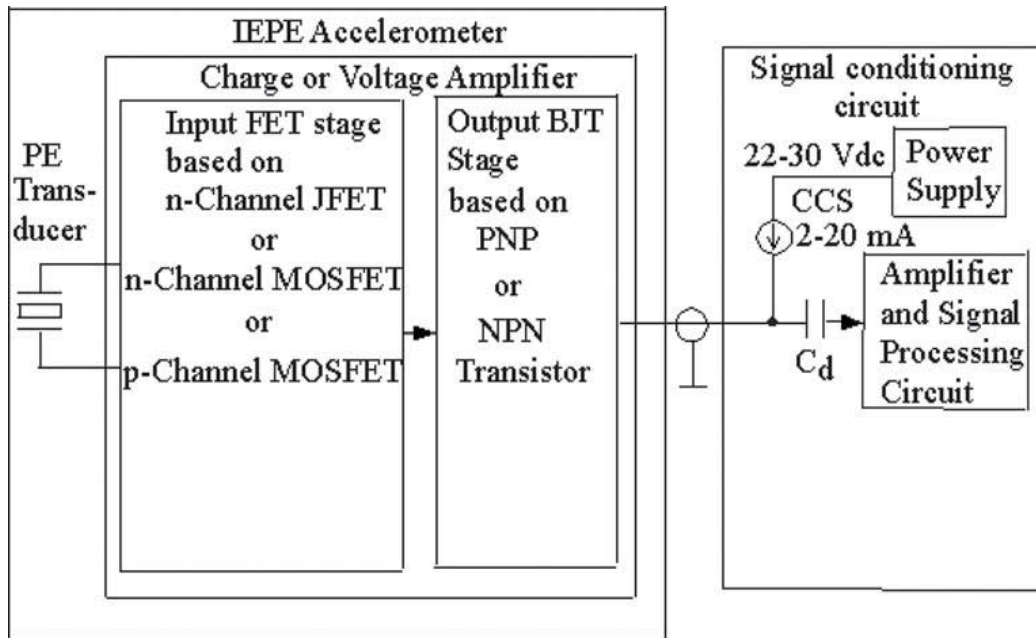 IEPE Accelerometer
Charge or Voltage Amplifier
PE
Trans-
ducer
Input FET stage
based on
n-Channel JFET
or
n-Channel MOSFET
or
p-Channel MOSFET
Output BJT
Stage
based on
PNP
or
NPN
Transistor
Signal conditioning
circuit
22-30 Vdc
Power
Supply
CCS
2-20 mA
Cd
Amplifier
and Signal
Processing
Circuit